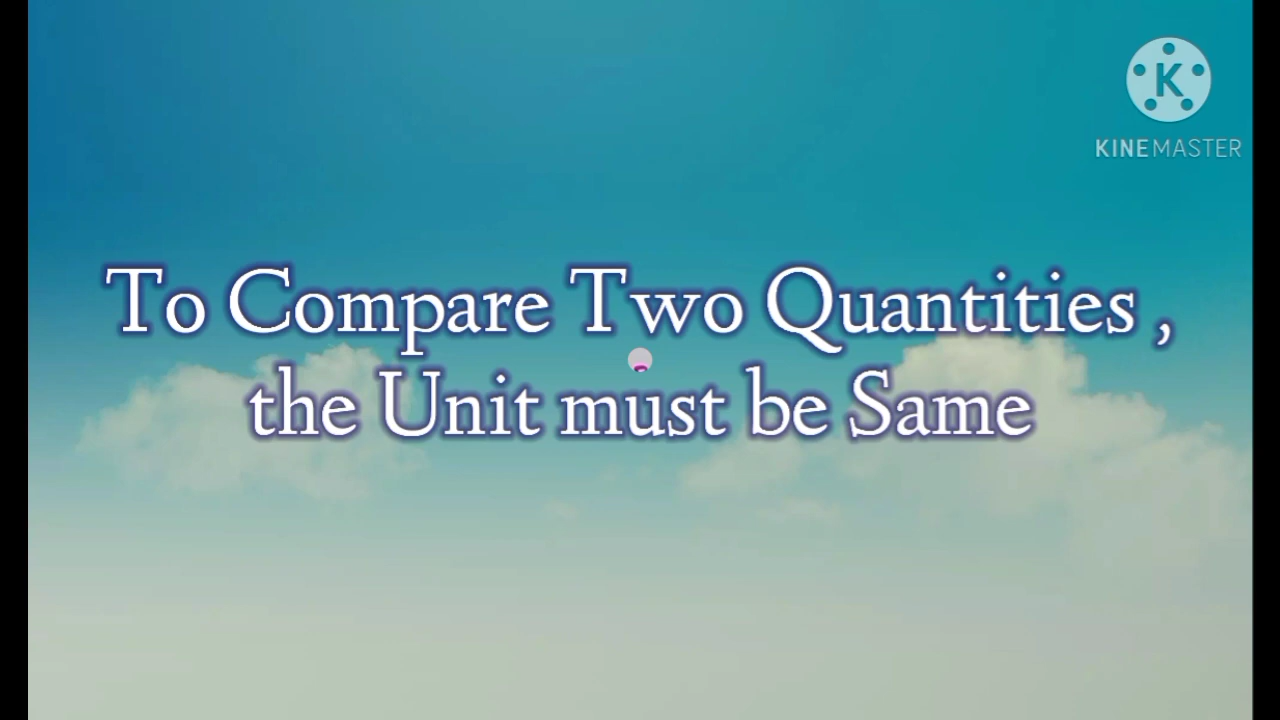 K
KINEMASTER
To Compare Two Quantities ,
the Unit must be Same